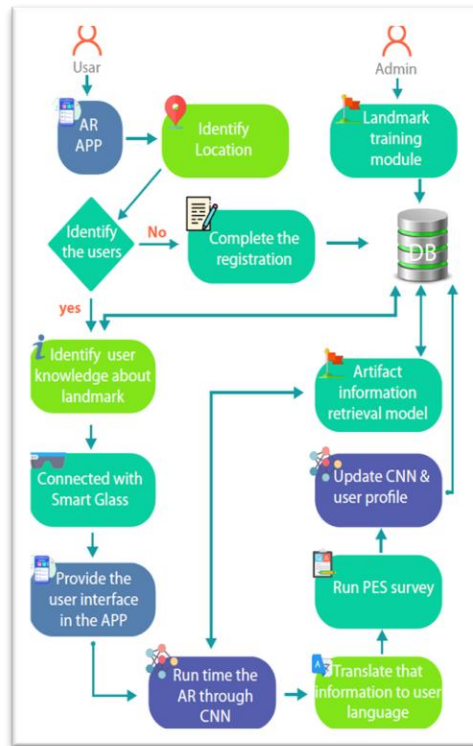 Usar
Admin
AR
APP
Identify
Location
Landmark
training
module
Identify
the users
No
Complete the
registration
DB
yes
Identify user
knowledge about
landmark
Artifact
information
retrieval model
Connected with
Smart Glass
Update CNN &
user profile
Provide the
user interface
in the APP
Run PES survey
Run time the
AR through
CNN
Translate that
information to user
language